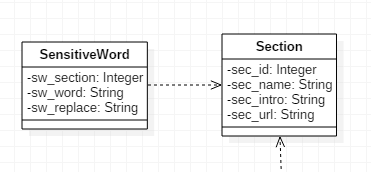 SensitiveWord
-sw_section: Integer
-sw_word: String
-sw_replace: String
Section
-sec_id: Integer
-sec_name: String
-sec_intro: String
-sec_url: String